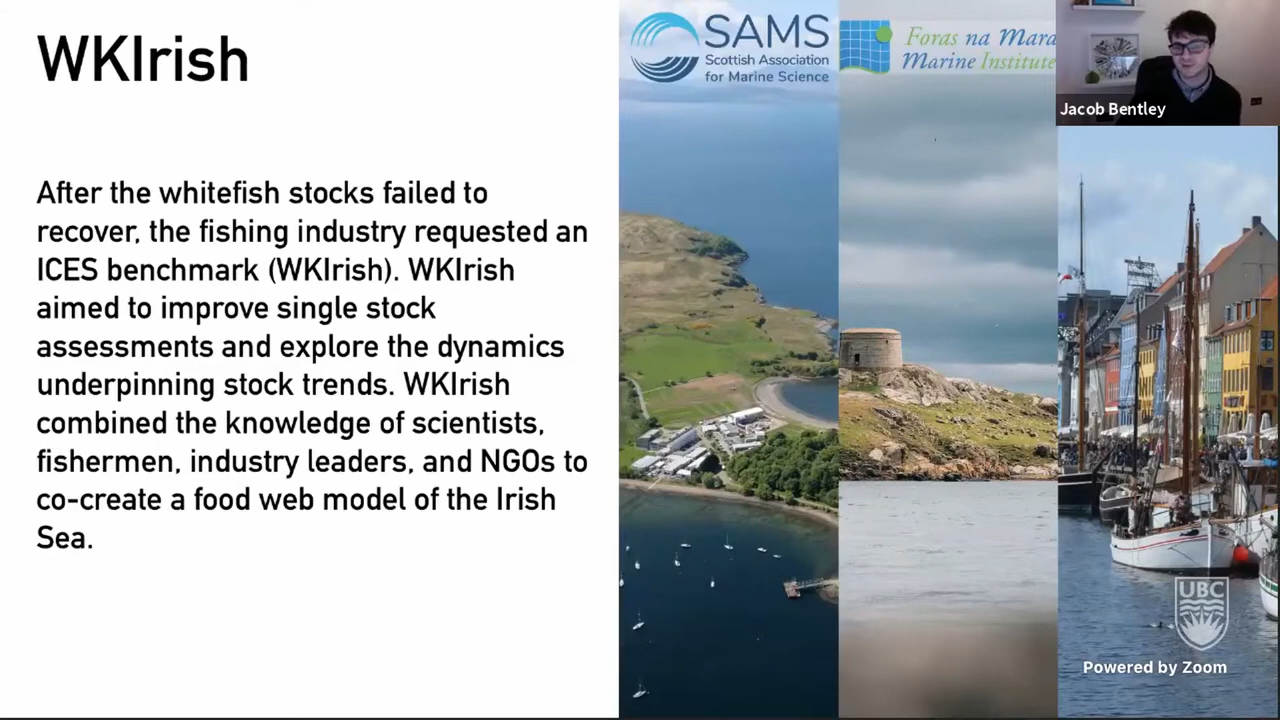 WKIrish
After the whitefish stocks failed to
recover, the fishing industry requested an
ICES benchmark (WKIrish). WKIrish
aimed to improve single stock
assessments and explore the dynamics
underpinning stock trends. WKIrish
combined the knowledge of scientists,
fishermen, industry leaders, and NGOs to
co-create a food web model of the Irish
Sea.
SAMS
Scottish Association
for Marine Science
Foras na Mara
Marine Institute
Jacob Bentley
UBC
Powered by Zoom